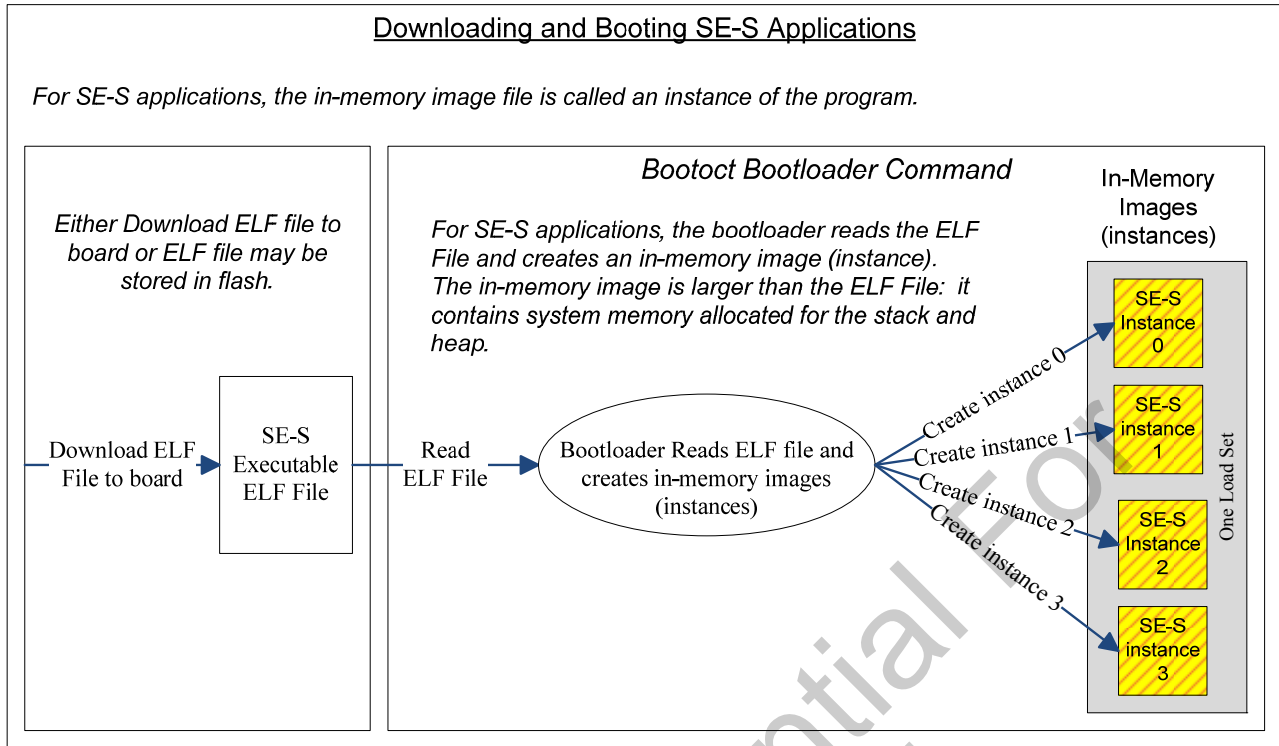 Downloading and Booting SE-S Applications
For SE-S applications, the in-memory image file is called an instance of the program.
Either Download ELF file to
board or ELF file may be
stored in flash.
Download ELF
File to board
SE-S
Executable
ELF File
Bootoct Bootloader Command
For SE-S applications, the bootloader reads the ELF
File and creates an in-memory image (instance).
The in-memory image is larger than the ELF File: it
contains system memory allocated for the stack and
heap.
Read
ELF File
Bootloader Reads ELF file and
creates in-memory images
(instances)
Create instance 0
Create instance 1
Create instance 2
Create instance 3
In-Memory
Images
(instances)
SE-S
Instance
0
SE-S
instance
1
SE-S
Instance
2
SE-S
instance
3
One Load Set
For